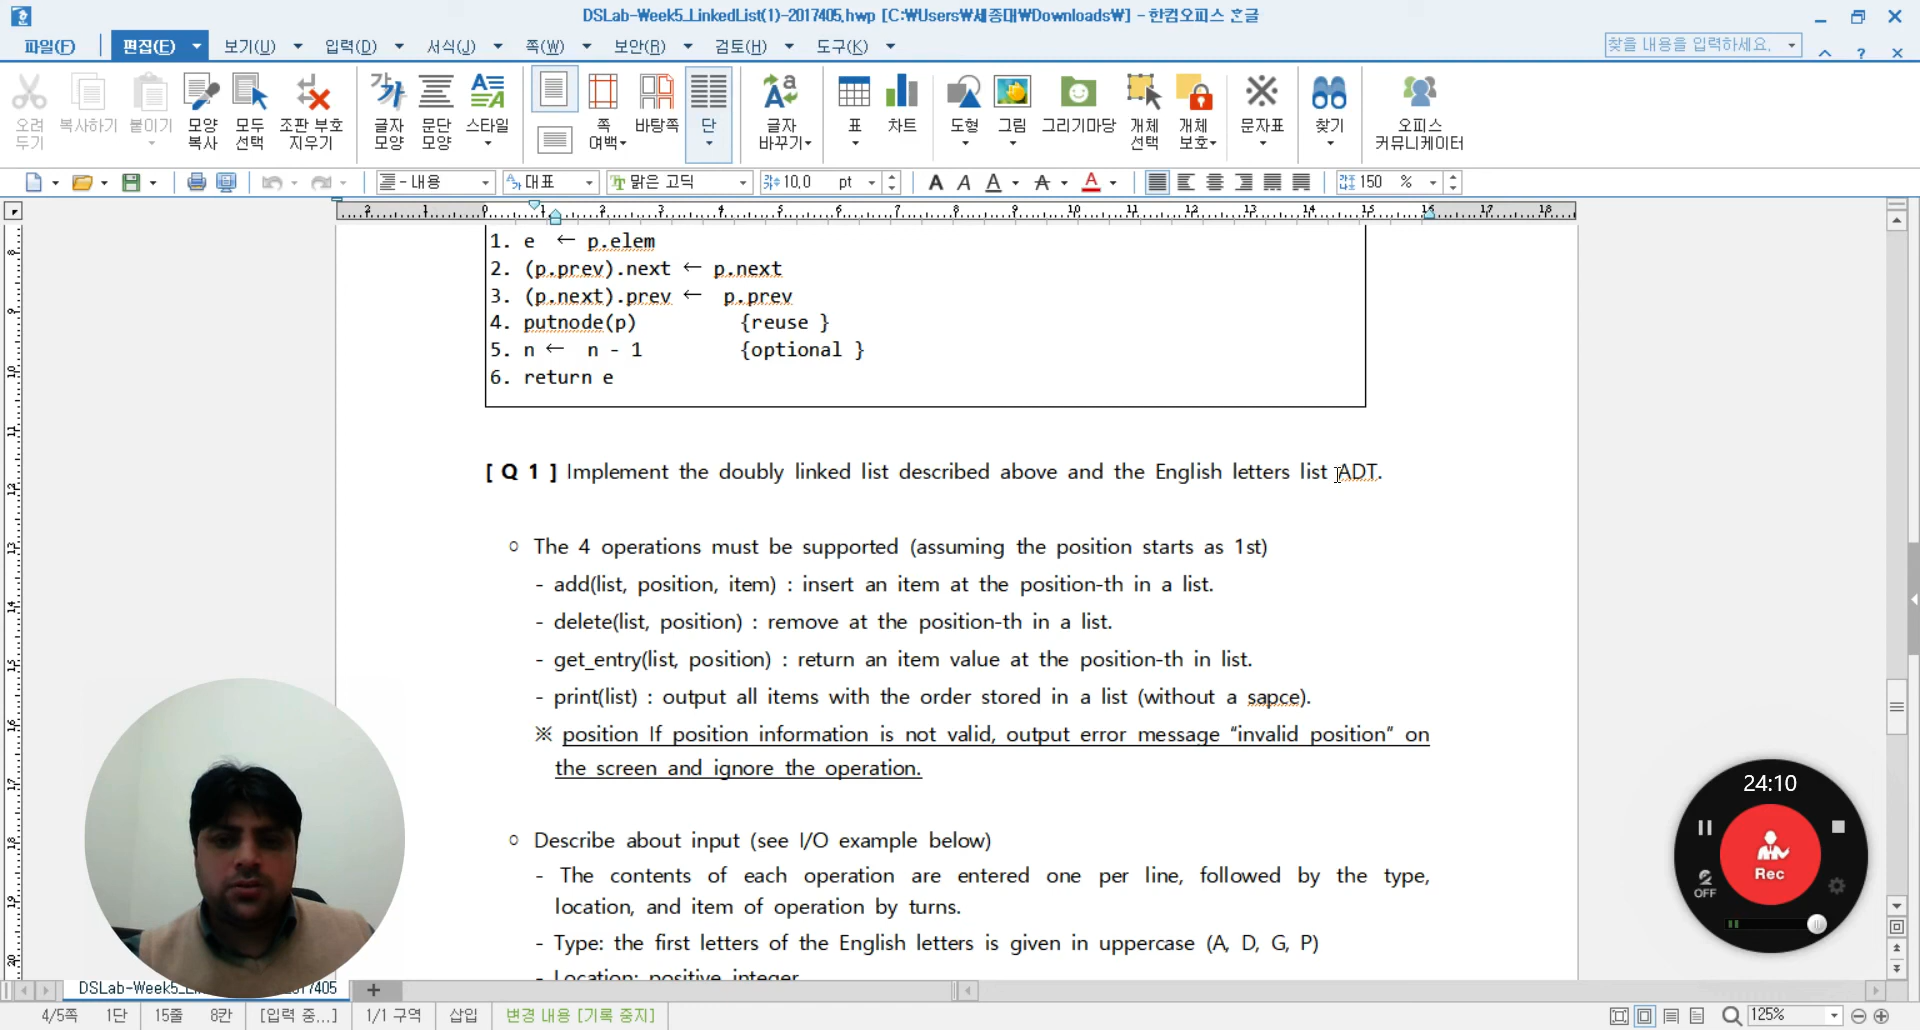 DSLab-Week5_LinkedList(1)-2017405.hwp [C:₩Users₩세종대₩Downloads₩] - 한컴오피스 흔글
파일(F) 편집(E) 보기(U) 입력(D) 서식(J) 쪽(W) 보안(R) 검토(H) 도구(K) 찾을 내용을 입력하세요.
오려 두기
복사하기
붙이기
모양 복사
모두 선택
조판 부호 지우기
글자 모양
문단 모양
스타일
쪽 여백
바탕쪽
단
글자 바꾸기
표
차트
도형
그림
그리기마당
개체 선택
개체 보호
문자표
찾기
오피스 커뮤니케이터
내용 대표 맑은 고딕 10,0 pt 150 %
1. e ← p.elem
2. (p.prev).next ← p.next
3. (p.next).prev ← p.prev
4. putnode(p) {reuse }
5. n ← n - 1 {optional }
6. return e
[ Q 1 ] Implement the doubly linked list described above and the English letters list ADT.
○ The 4 operations must be supported (assuming the position starts as 1st)
- add(list, position, item) : insert an item at the position-th in a list.
- delete(list, position) : remove at the position-th in a list.
- get_entry(list, position) : return an item value at the position-th in list.
- print(list) : output all items with the order stored in a list (without a sapce).
※ position If position information is not valid, output error message "invalid position" on
the screen and ignore the operation.
○ Describe about input (see I/O example below)
- The contents of each operation are entered one per line, followed by the type,
location, and item of operation by turns.
- Type: the first letters of the English letters is given in uppercase (A, D, G, P)
- Location: positive integer
24:10
Rec
OFF
4/5쪽 1단 15줄 8칸 [입력 중...] 1/1 구역 삽입 변경 내용 [기록 중지] 125%